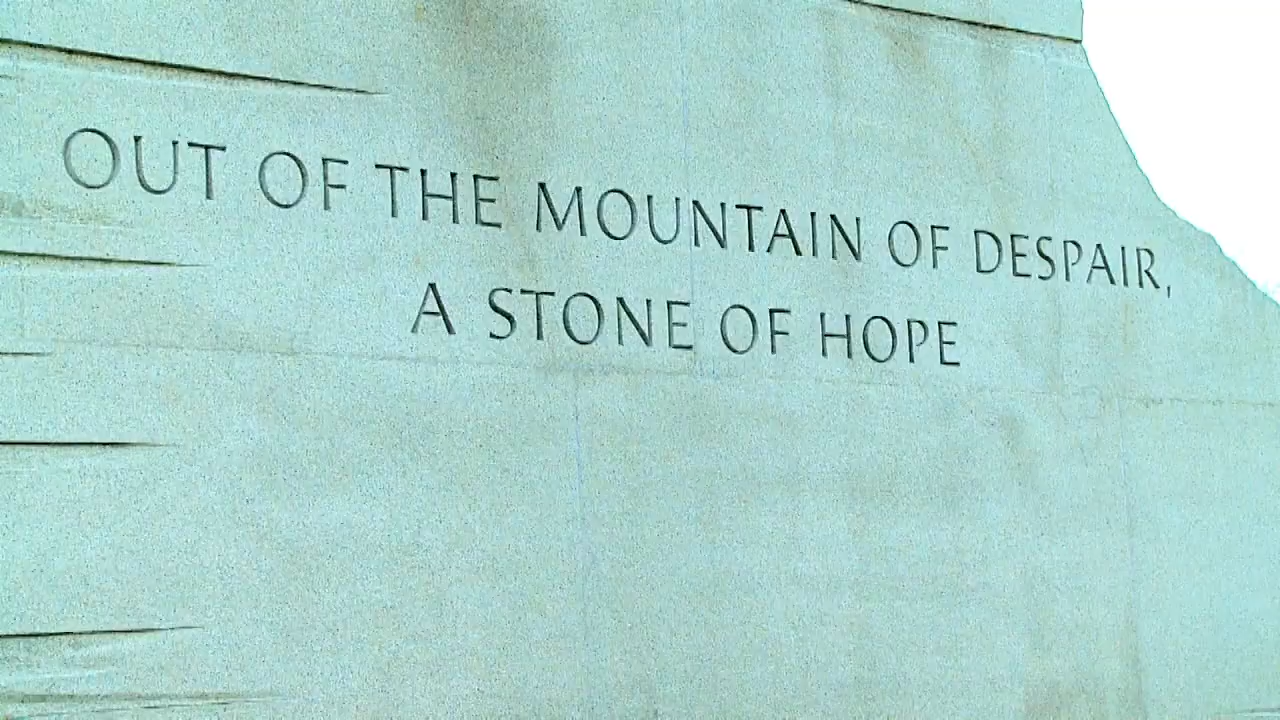 OUT OF THE MOUNTAIN OF DESPAIR,
A STONE OF HOPE